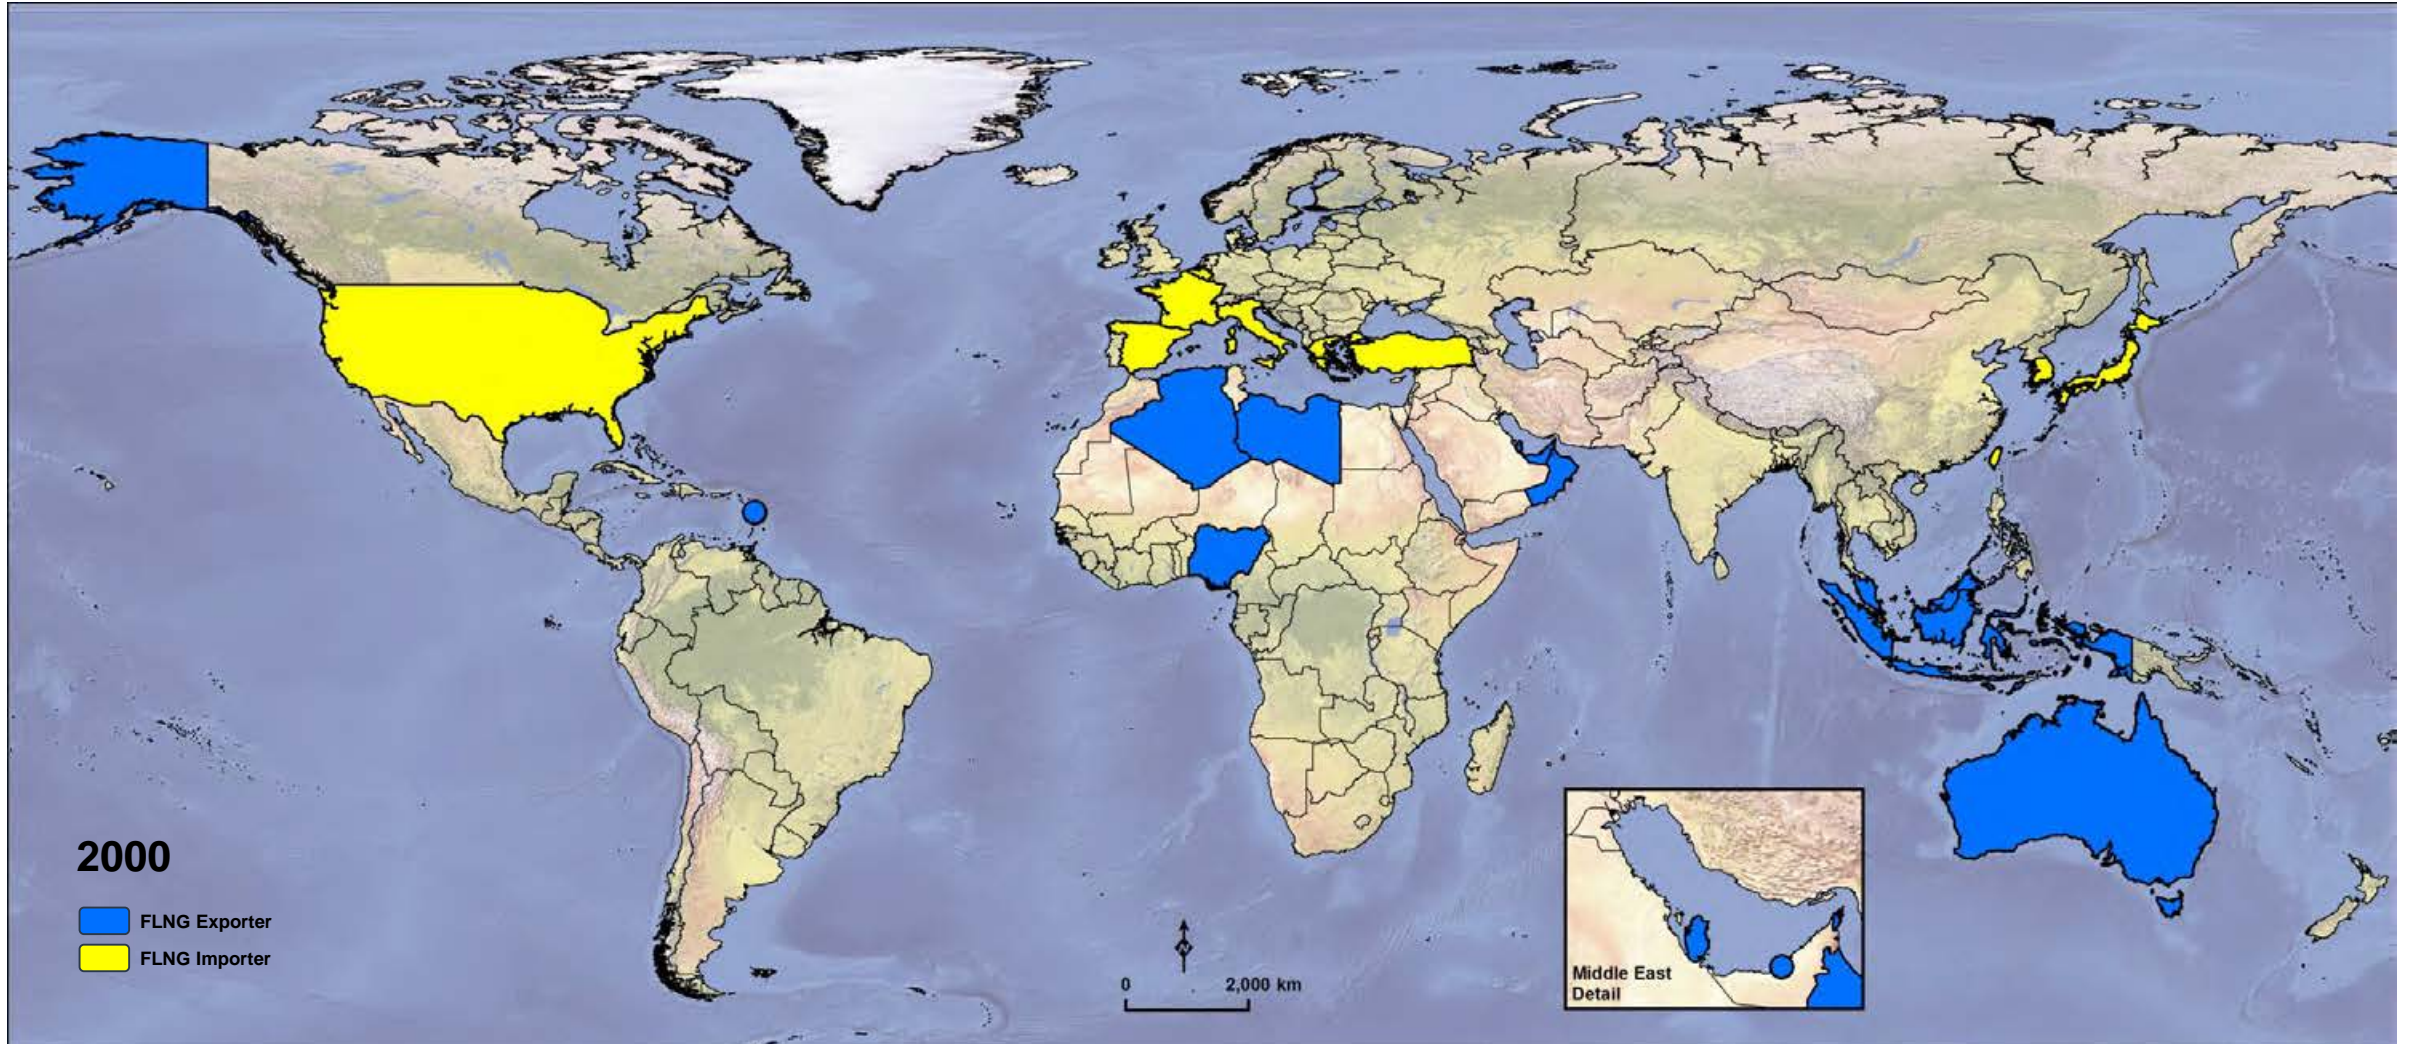 2000
FLNG Exporter
FLNG Importer
N
0 2,000 km
Middle East
Detail